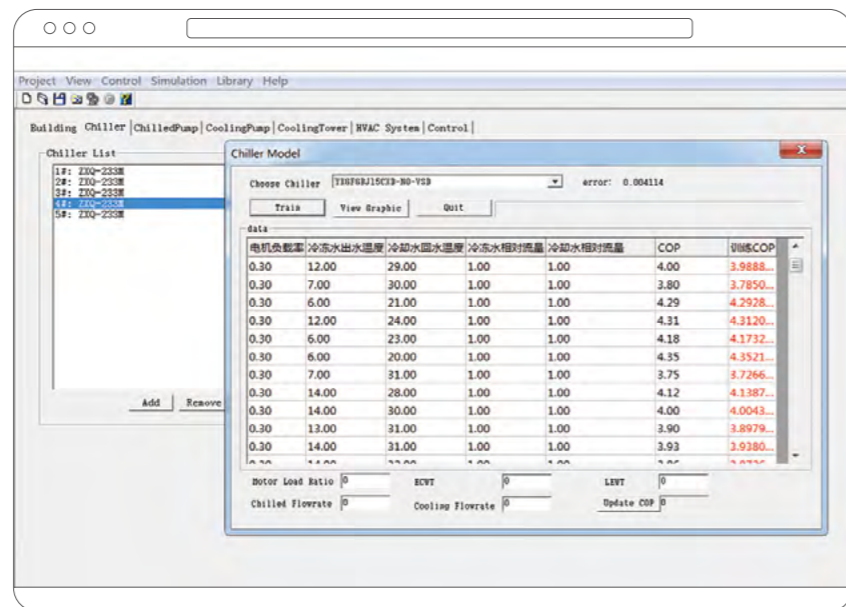 Project View Control Simulation Library Help
Building Chiller ChilledPump CoolingPump CoolingTower HVAC System Control
Chiller List
1#: ZXQ-233M
2#: ZXQ-233M
3#: ZXQ-233M
4#: ZXQ-233M
5#: ZXQ-233M
Add Remove
Chiller Model
Choose Chiller error: 0.004114
Train View Graphic Quit
data
电机负载率 冷冻水出水温度 冷却水回水温度 冷冻水相对流量 冷却水相对流量 COP 训练COP
0.30 12.00 29.00 1.00 1.00 4.00 3.9888...
0.30 7.00 30.00 1.00 1.00 3.80 3.7850...
0.30 6.00 21.00 1.00 1.00 4.29 4.2928...
0.30 12.00 24.00 1.00 1.00 4.31 4.3120...
0.30 6.00 23.00 1.00 1.00 4.18 4.1732...
0.30 6.00 20.00 1.00 1.00 4.35 4.3521...
0.30 7.00 31.00 1.00 1.00 3.75 3.7266...
0.30 14.00 28.00 1.00 1.00 4.12 4.1387...
0.30 14.00 30.00 1.00 1.00 4.00 4.0043...
0.30 13.00 31.00 1.00 1.00 3.90 3.8979...
0.30 14.00 31.00 1.00 1.00 3.93 3.9380...
Motor Load Ratio 0 ECWT 0 LEWT 0
Chilled Flowrate 0 Cooling Flowrate 0 Update COP 0